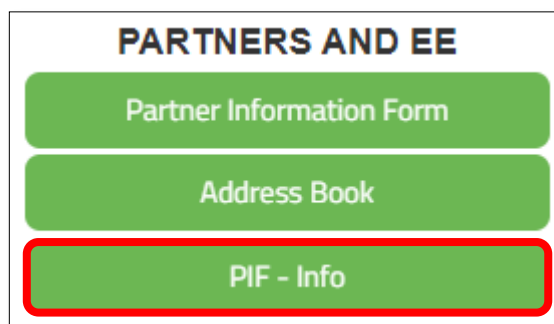 PARTNERS AND EE
Partner Information Form
Address Book
PIF - Info